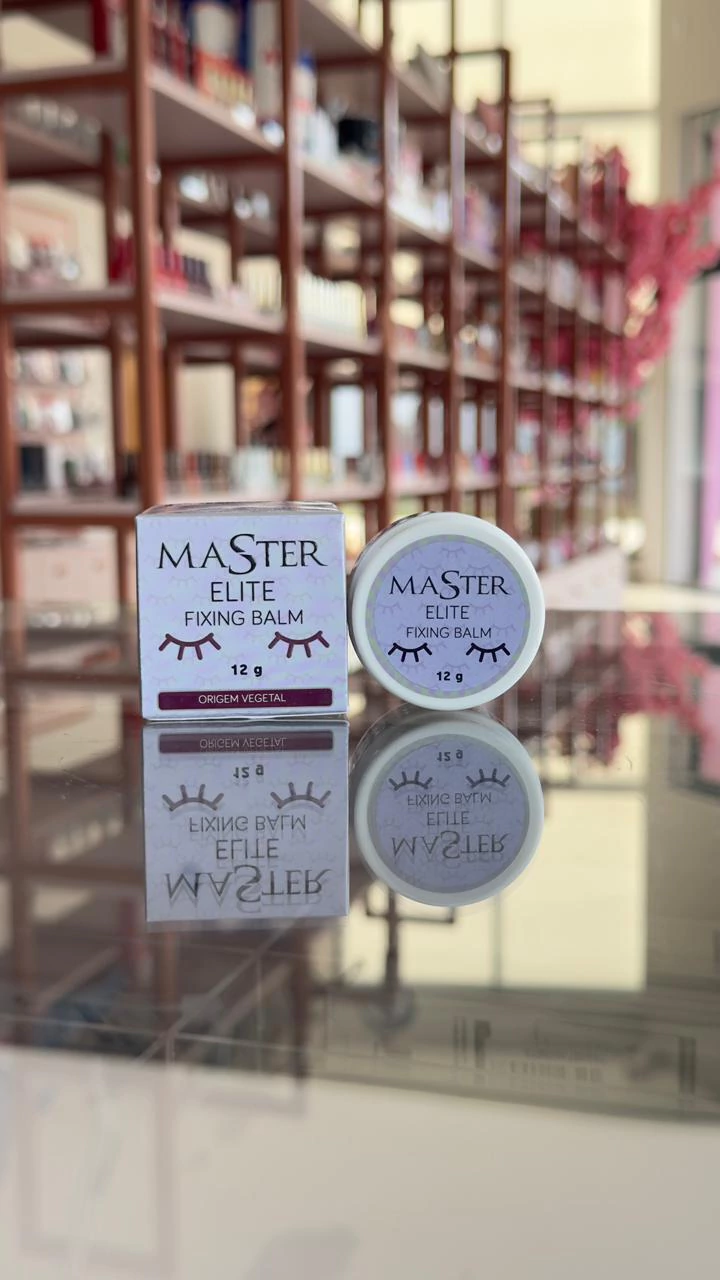 MASTER
ELITE
FIXING BALM
12 g
ORIGEM VEGETAL
MASTER
ELITE
FIXING BALM
12 g